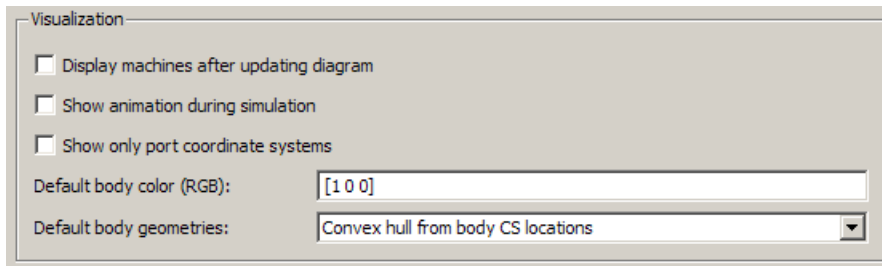 Visualization
Display machines after updating diagram
Show animation during simulation
Show only port coordinate systems
Default body color (RGB): [1 0 0]
Default body geometries: Convex hull from body CS locations